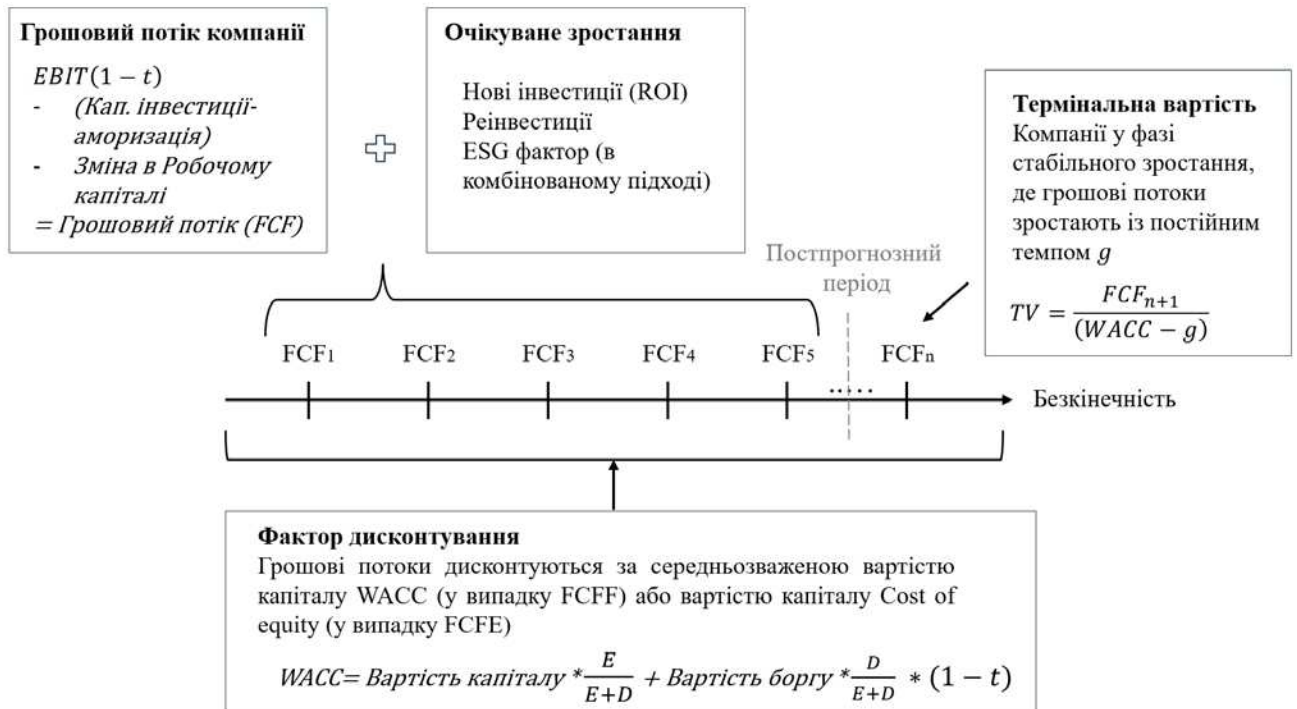 Грошовий потік компанії
EBIT(1 − t)
- (Кап. інвестиції-
аморизація)
- Зміна в Робочому
капіталі
= Грошовий потік (FCF)
Очікуване зростання
Нові інвестиції (ROI)
Реінвестиції
ESG фактор (в
комбінованому підході)
Термінальна вартість
Компанії у фазі
стабільного зростання,
де грошові потоки
зростають із постійним
темпом g
TV = FCFn+1 / (WACC − g)
Постпрогнозний
період
FCF1 FCF2 FCF3 FCF4 FCF5 FCFn
..... Безкінечність
Фактор дисконтування
Грошові потоки дисконтуються за середньозваженою вартістю
капіталу WACC (у випадку FCFF) або вартістю капіталу Cost of
equity (у випадку FCFE)
WACC= Вартість капіталу * E / E+D + Вартість боргу * D / E+D * (1 − t)